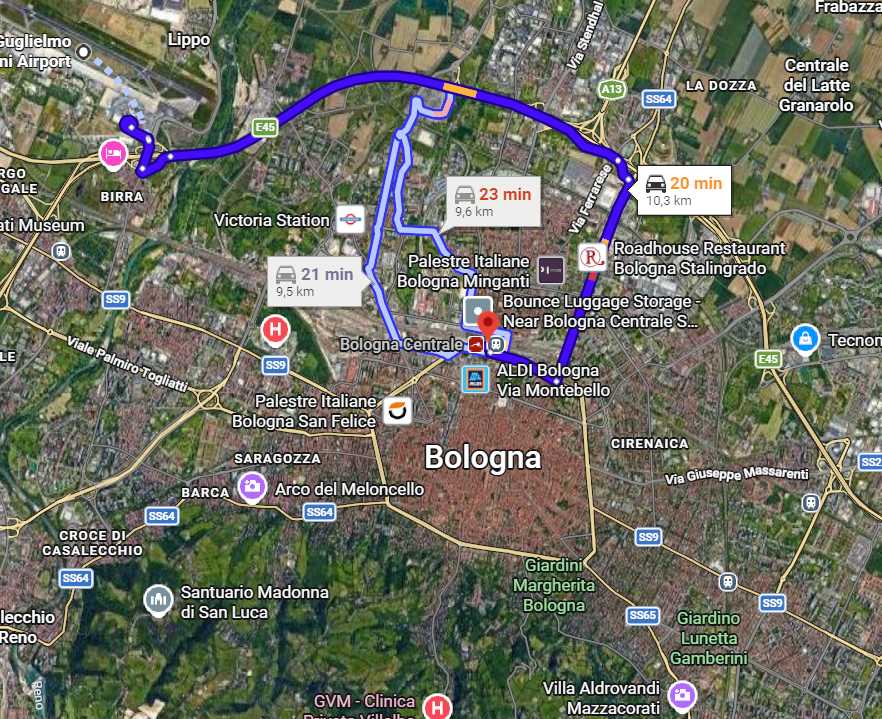 Frabazza
Lippo
Guglielmo
ni Airport
Via Stendhal
A13
LA DOZZA
SS64
Centrale
del Latte
Granarolo
E45
RGO
GALE
BIRRA
20 min
10,3 km
23 min
9,6 km
Via Ferrarese
ati Museum
Victoria Station
Roadhouse Restaurant
Bologna Stalingrado
Palestre Italiane
Bologna Minganti
21 min
9,5 km
SS9
Bounce Luggage Storage -
Near Bologna Centrale S...
H
Bologna Centrale
Tecnom
E45
LE
Viale Palmiro Togliatti
SS9
ALDI Bologna
Via Montebello
Palestre Italiane
Bologna San Felice
CIRENAICA
Bologna
SARAGOZZA
SS2
Via Giuseppe Massarenti
BARCA
Arco del Meloncello
SS64
SS64
CROCE DI
CASALECCHIO
SS9
SS64
Giardini
Margherita
Bologna
Santuario Madonna
di San Luca
SS9
lecchio
Reno
SS65
Giardino
Lunetta
Gamberini
Reno
Villa Aldrovandi
Mazzacorati
GVM - Clinica
Privata Villalba
H